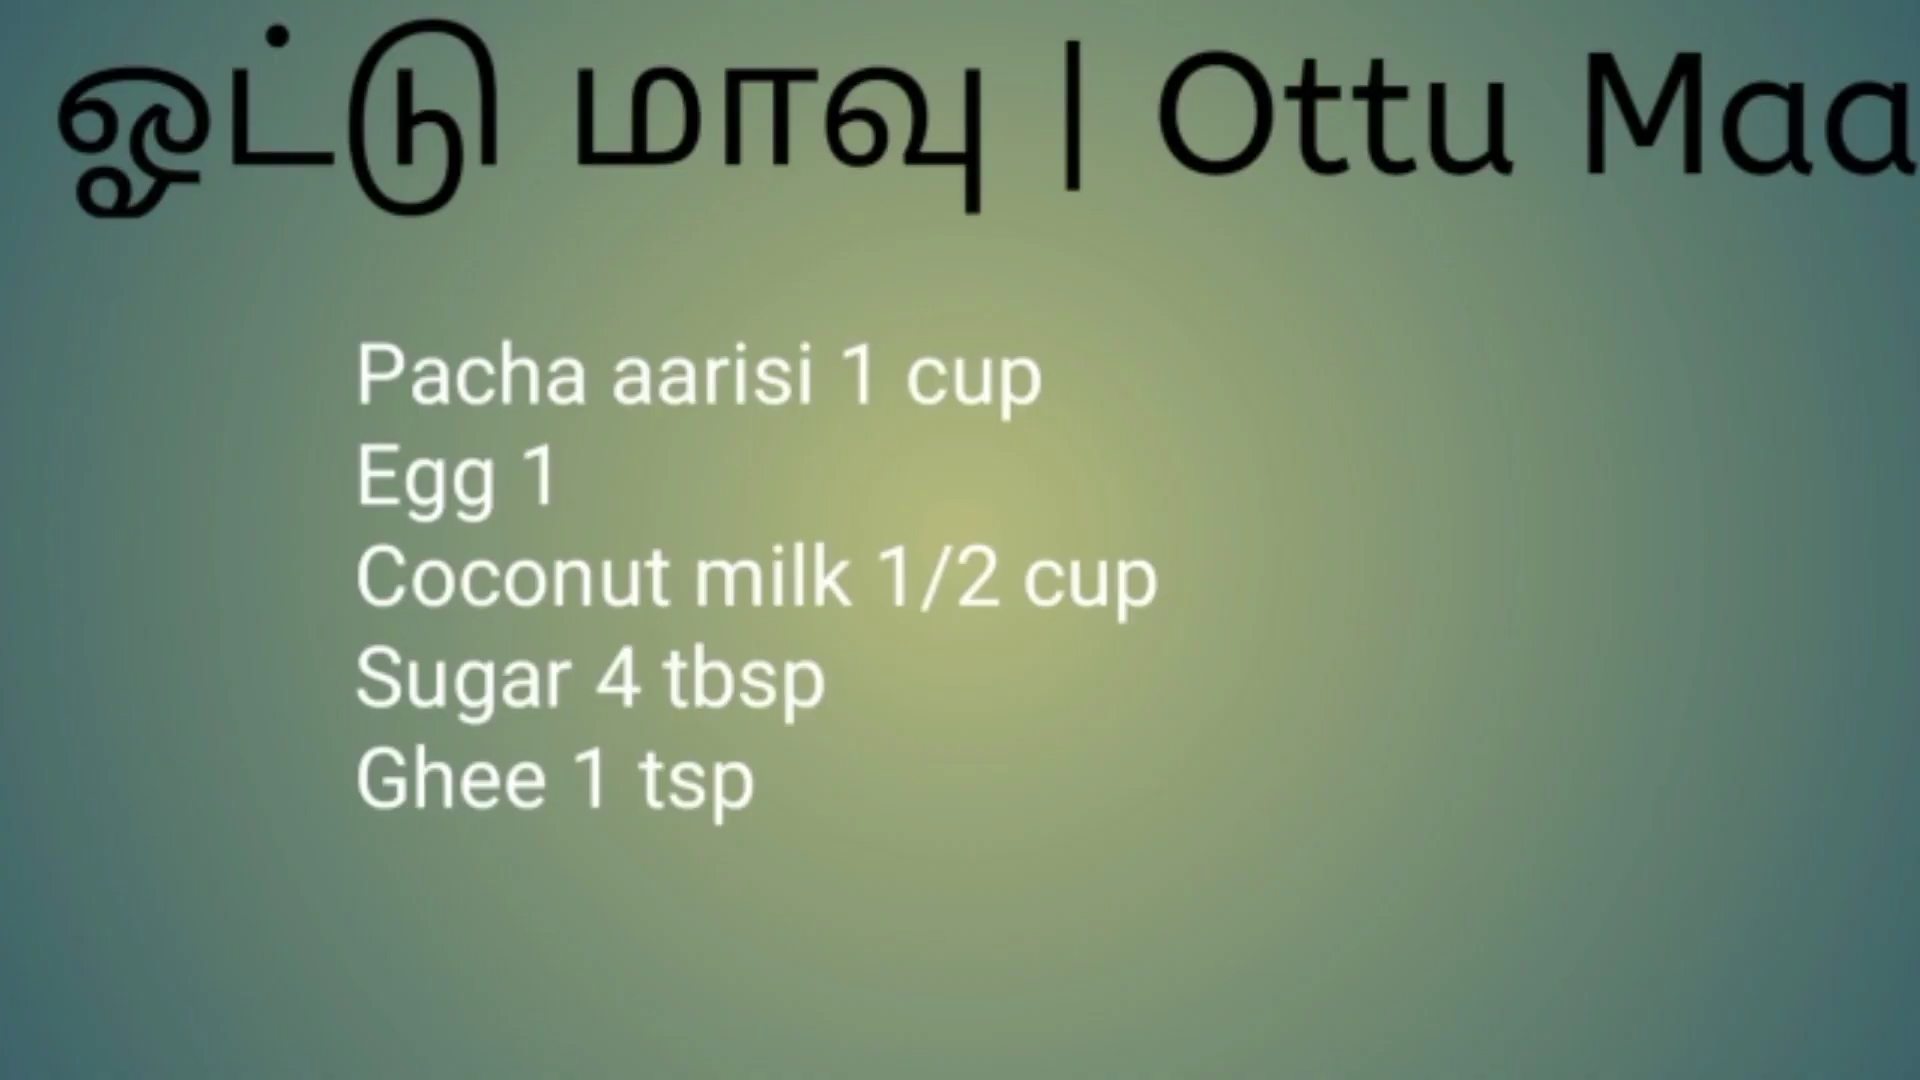 ஓட்டு மாவு | Ottu Maa
Pacha aarisi 1 cup
Egg 1
Coconut milk 1/2 cup
Sugar 4 tbsp
Ghee 1 tsp